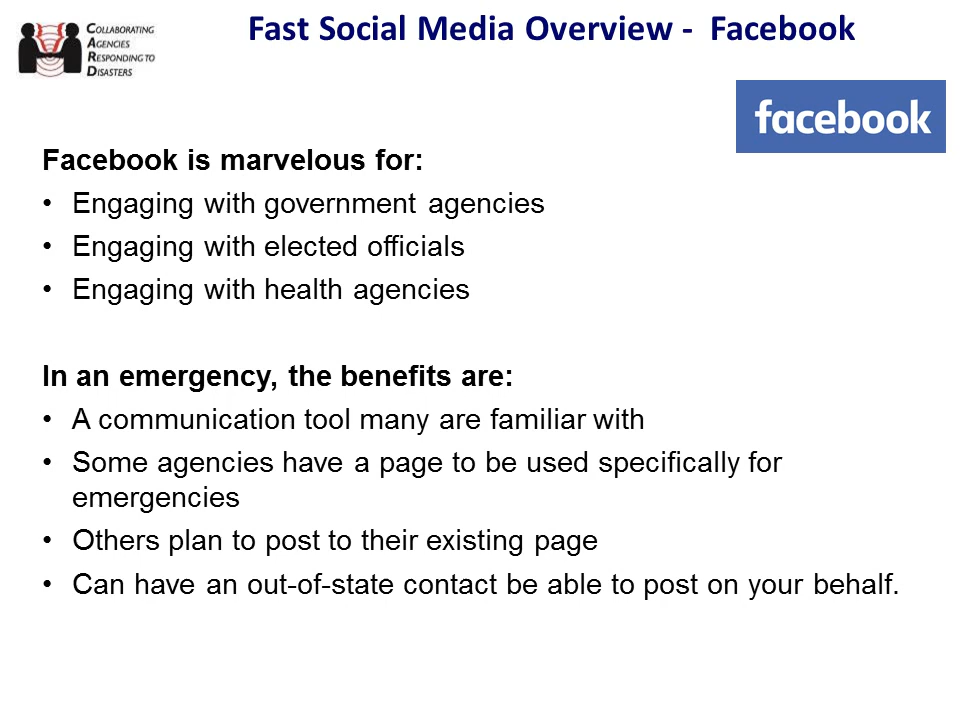 COLLABORATING
AGENCIES
RESPONDING TO
DISASTERS
Fast Social Media Overview -  Facebook
facebook
Facebook is marvelous for:
• Engaging with government agencies
• Engaging with elected officials
• Engaging with health agencies
In an emergency, the benefits are:
• A communication tool many are familiar with
• Some agencies have a page to be used specifically for
emergencies
• Others plan to post to their existing page
• Can have an out-of-state contact be able to post on your behalf.